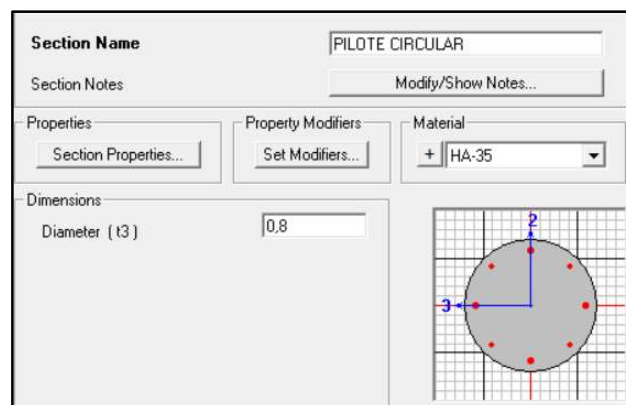 Section Name PILOTE CIRCULAR
Section Notes Modify/Show Notes...
Properties Property Modifiers Material
Section Properties... Set Modifiers... + HA-35
Dimensions
Diameter ( t3 ) 0,8
2
3